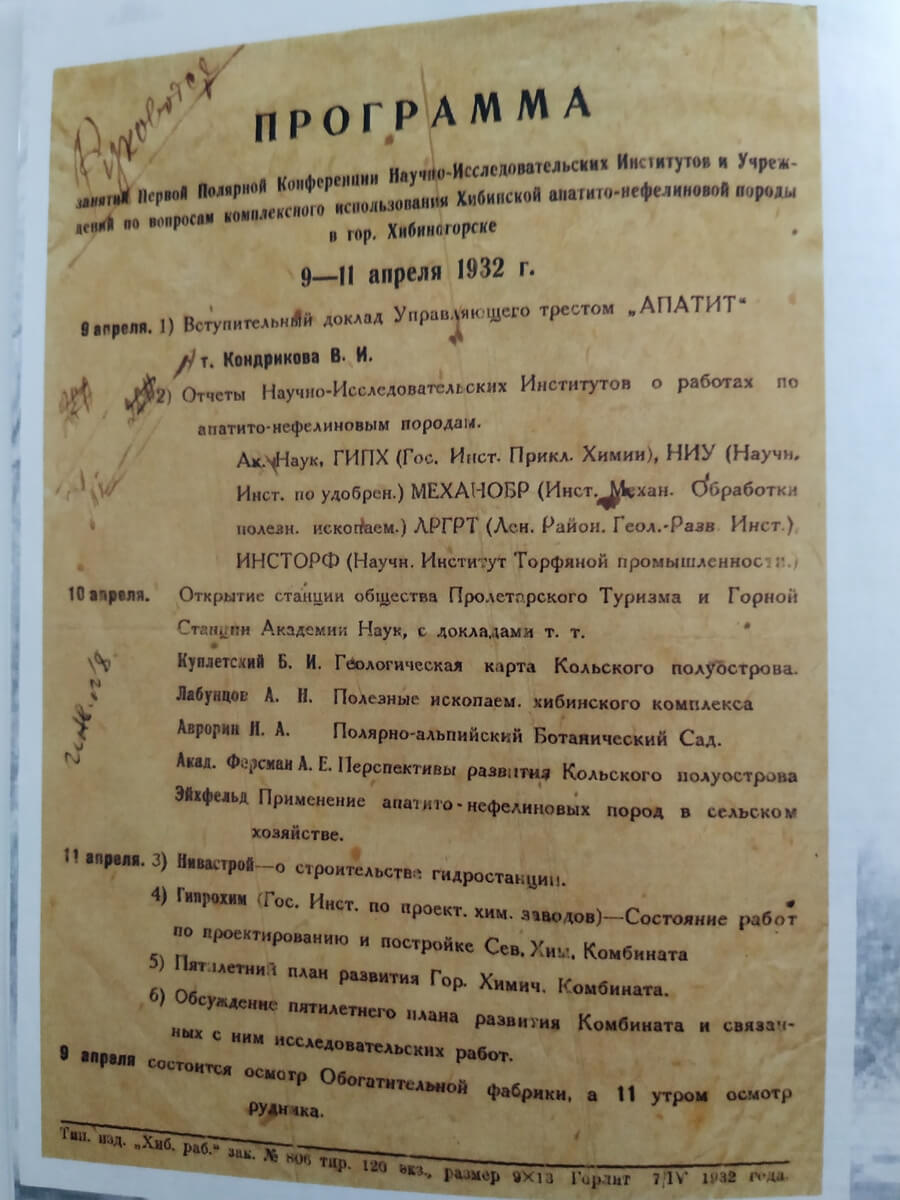 Руководств
ПРОГРАММА
занятий Первой Полярной Конференции Научно-Исследовательских Институтов и Учреж-
дений по вопросам комплексного использования Хибинской апатито-нефелиновой породы
в гор. Хибиногорске
9—11 апреля 1932 г.
9 апреля. 1) Вступительный доклад Управляющего трестом „АПАТИТ“
т. Кондрикова В. И.
2) Отчеты Научно-Исследовательских Институтов о работах по
апатито-нефелиновым породам.
Ак. Наук, ГИПХ (Гос. Инст. Прикл. Химии), НИУ (Научн.
Инст. по удобрен.) МЕХАНОБР (Инст. Механ. Обработки
полезн. ископаем.) ЛРГРТ (Лен. Район. Геол.-Разв. Инст.)
ИНСТОРФ (Научн. Институт Торфяной промышленности.)
10 апреля. Открытие станции общества Пролетарского Туризма и Горной
Станции Академии Наук, с докладами т. т.
Куплетский Б. И. Геологическая карта Кольского полуострова.
Лабунцов А. Н. Полезные ископаем. хибинского комплекса
Аврорин Н. А. Полярно-альпийский Ботанический Сад.
Акад. Ферсман А. Е. Перспективы развития Кольского полуострова
Эйхфельд Применение апатито-нефелиновых пород в сельском
хозяйстве.
11 апреля. 3) Нивастрой—о строительстве гидростанции.
4) Гипрохим (Гос. Инст. по проект. хим. заводов)—Состояние работ
по проектированию и постройке Сев. Хим. Комбината
5) Пятилетний план развития Гор. Химич. Комбината.
6) Обсуждение пятилетнего плана развития Комбината и связан-
ных с ним исследовательских работ.
9 апреля состоится осмотр Обогатительной фабрики, а 11 утром осмотр
рудника.
Тип. изд. „Хиб. раб.“ зак. № 806 тир. 120 экз., размер 9×13 Горлит 7/IV 1932 года.